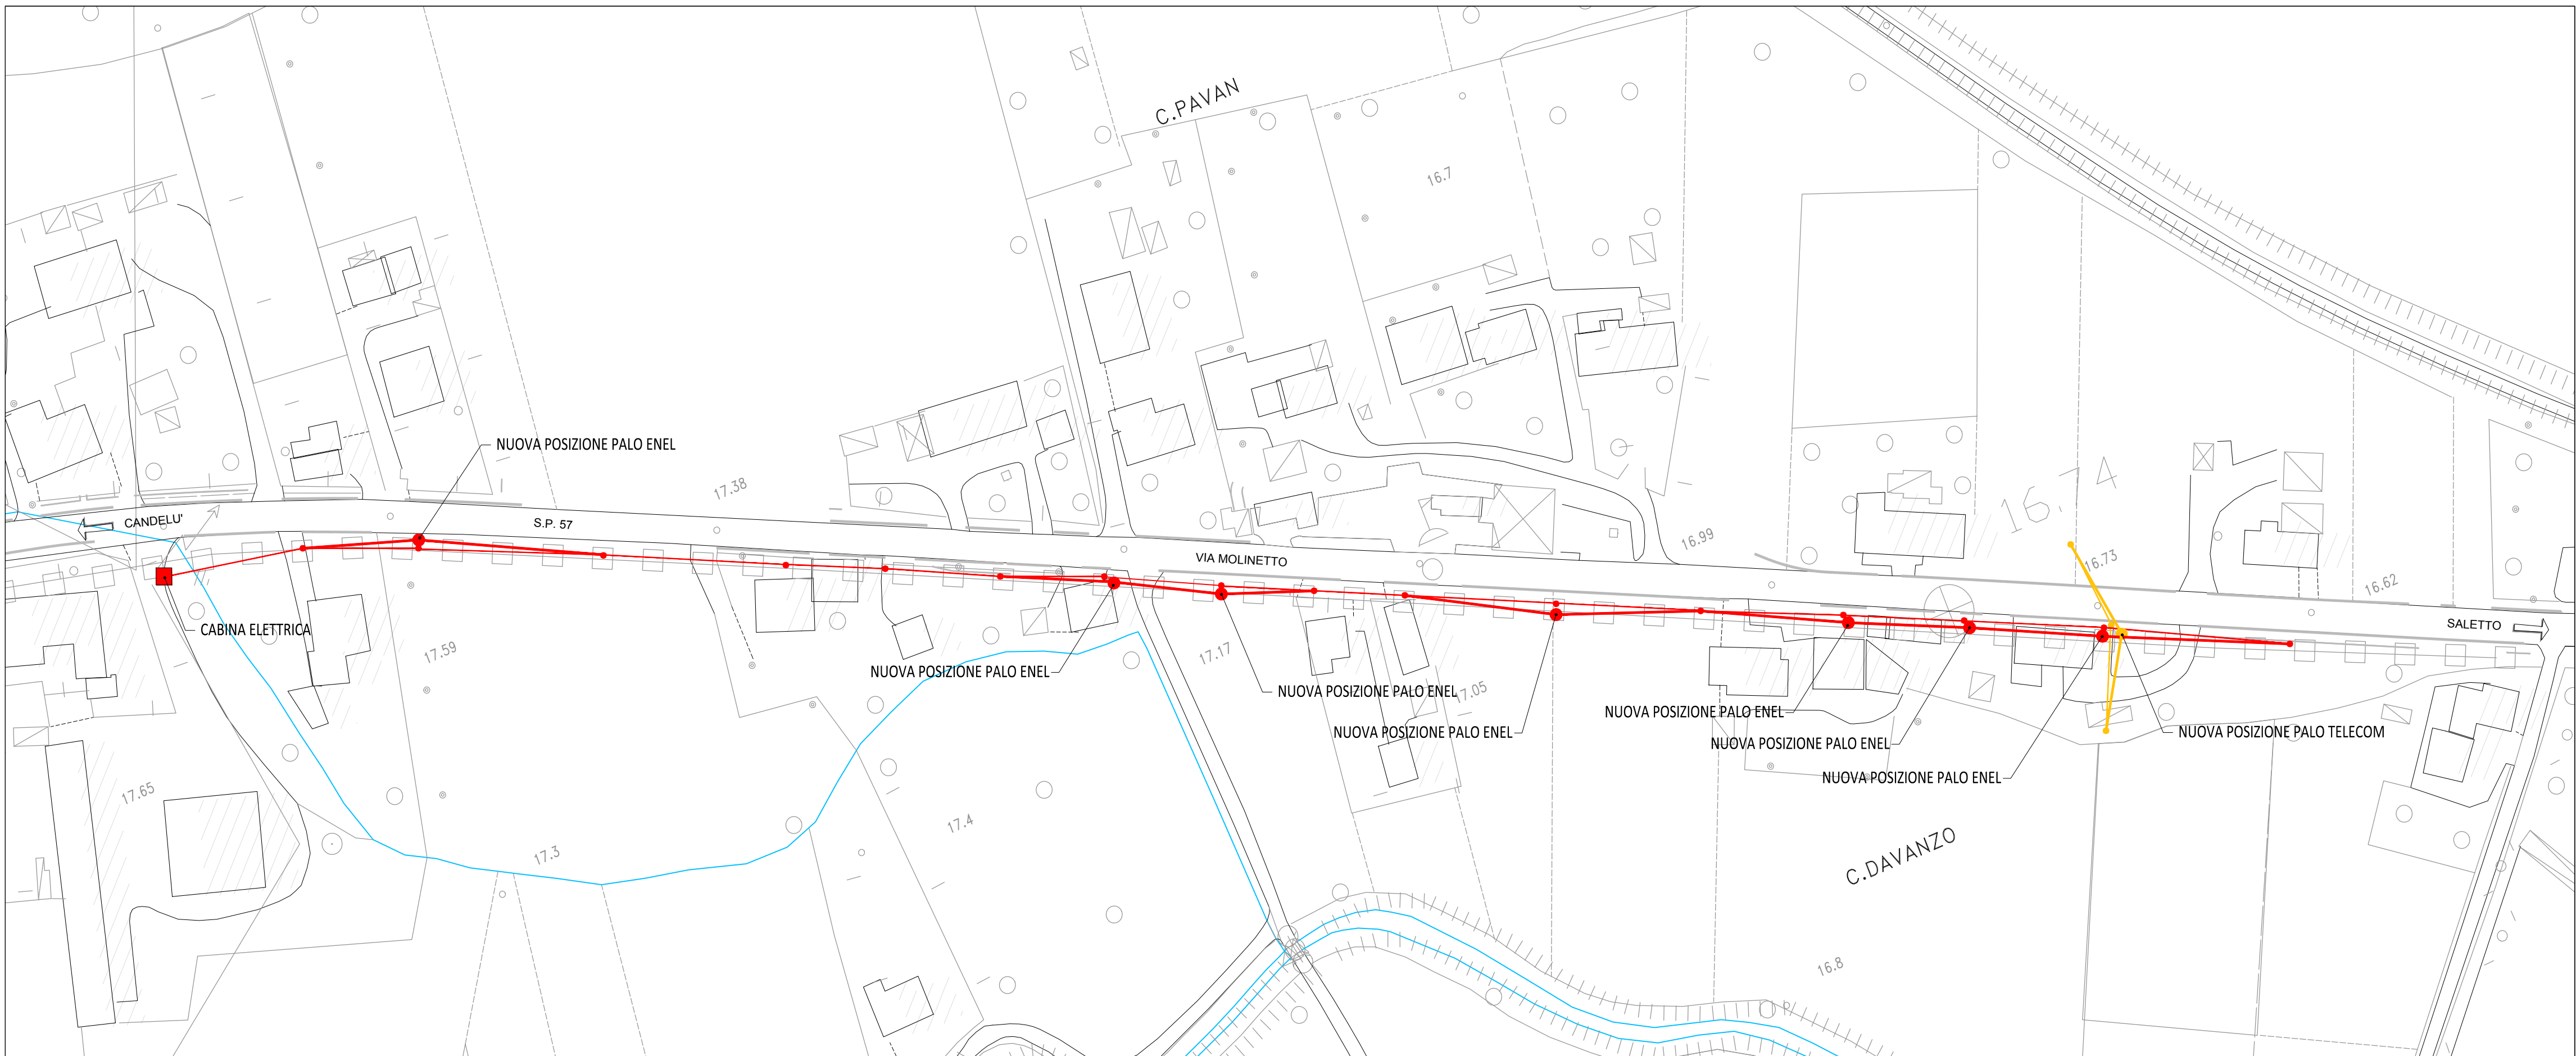 C.PAVAN
16.7
NUOVA POSIZIONE PALO ENEL
17.38
16.74
CANDELU'
S.P. 57
VIA MOLINETTO
16.99
16.73
16.62
SALETTO
CABINA ELETTRICA
17.59
NUOVA POSIZIONE PALO ENEL
17.17
NUOVA POSIZIONE PALO ENEL
17.05
NUOVA POSIZIONE PALO ENEL
NUOVA POSIZIONE PALO ENEL
NUOVA POSIZIONE PALO ENEL
NUOVA POSIZIONE PALO TELECOM
NUOVA POSIZIONE PALO ENEL
17.65
17.4
17.3
C.DAVANZO
16.8